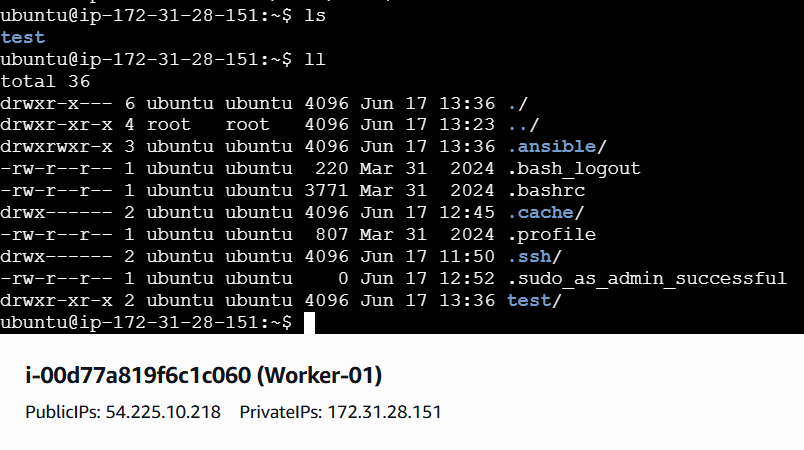 ubuntu@ip-172-31-28-151:~$ ls
test
ubuntu@ip-172-31-28-151:~$ ll
total 36
drwxr-x--- 6 ubuntu ubuntu 4096 Jun 17 13:36 ./
drwxr-xr-x 4 root   root   4096 Jun 17 13:23 ../
drwxrwxr-x 3 ubuntu ubuntu 4096 Jun 17 13:36 .ansible/
-rw-r--r-- 1 ubuntu ubuntu  220 Mar 31  2024 .bash_logout
-rw-r--r-- 1 ubuntu ubuntu 3771 Mar 31  2024 .bashrc
drwx------ 2 ubuntu ubuntu 4096 Jun 17 12:45 .cache/
-rw-r--r-- 1 ubuntu ubuntu  807 Mar 31  2024 .profile
drwx------ 2 ubuntu ubuntu 4096 Jun 17 11:50 .ssh/
-rw-r--r-- 1 ubuntu ubuntu    0 Jun 17 12:52 .sudo_as_admin_successful
drwxr-xr-x 2 ubuntu ubuntu 4096 Jun 17 13:36 test/
ubuntu@ip-172-31-28-151:~$
i-00d77a819f6c1c060 (Worker-01)
PublicIPs: 54.225.10.218 PrivateIPs: 172.31.28.151